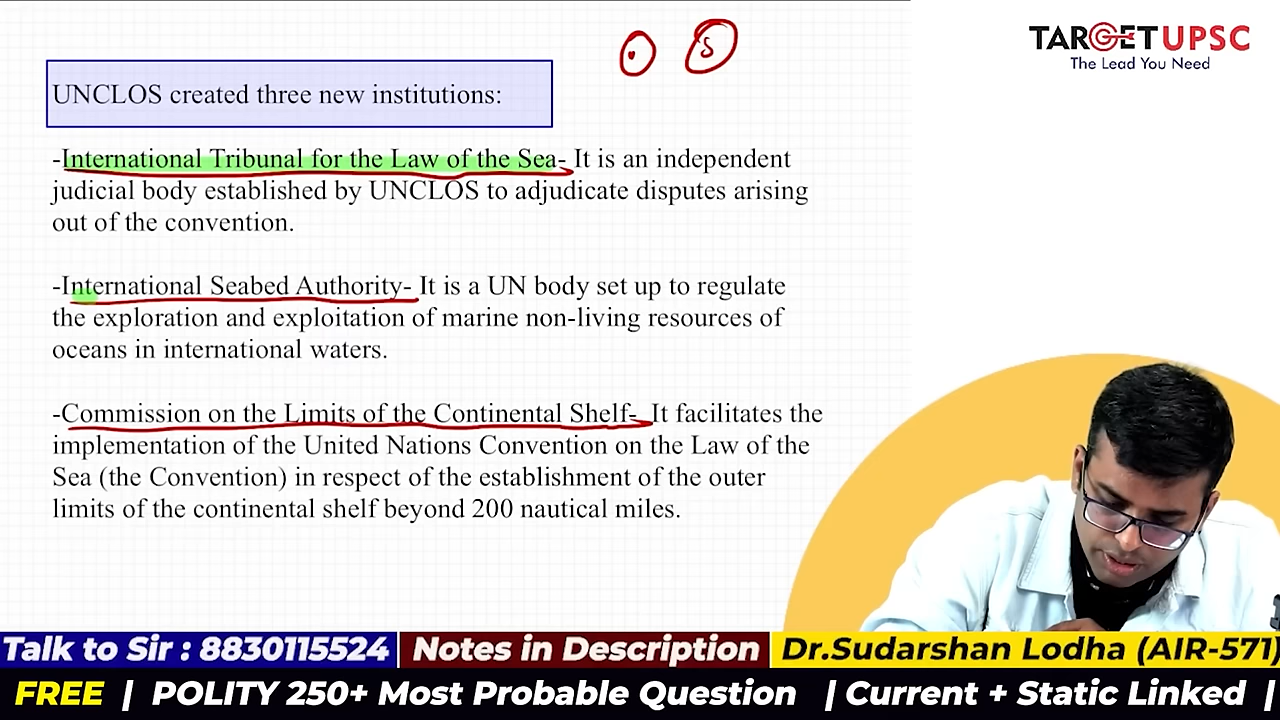 TARGETUPSC
The Lead You Need
UNCLOS created three new institutions:
-International Tribunal for the Law of the Sea- It is an independent
judicial body established by UNCLOS to adjudicate disputes arising
out of the convention.
-International Seabed Authority- It is a UN body set up to regulate
the exploration and exploitation of marine non-living resources of
oceans in international waters.
-Commission on the Limits of the Continental Shelf- It facilitates the
implementation of the United Nations Convention on the Law of the
Sea (the Convention) in respect of the establishment of the outer
limits of the continental shelf beyond 200 nautical miles.
Talk to Sir : 8830115524 Notes in Description Dr.Sudarshan Lodha (AIR-571)
FREE | POLITY 250+ Most Probable Question | Current + Static Linked |